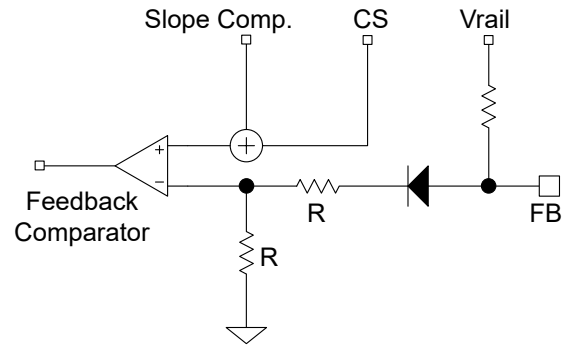 Slope Comp.
CS
Vrail
+
+
−
Feedback
Comparator
R
FB
R